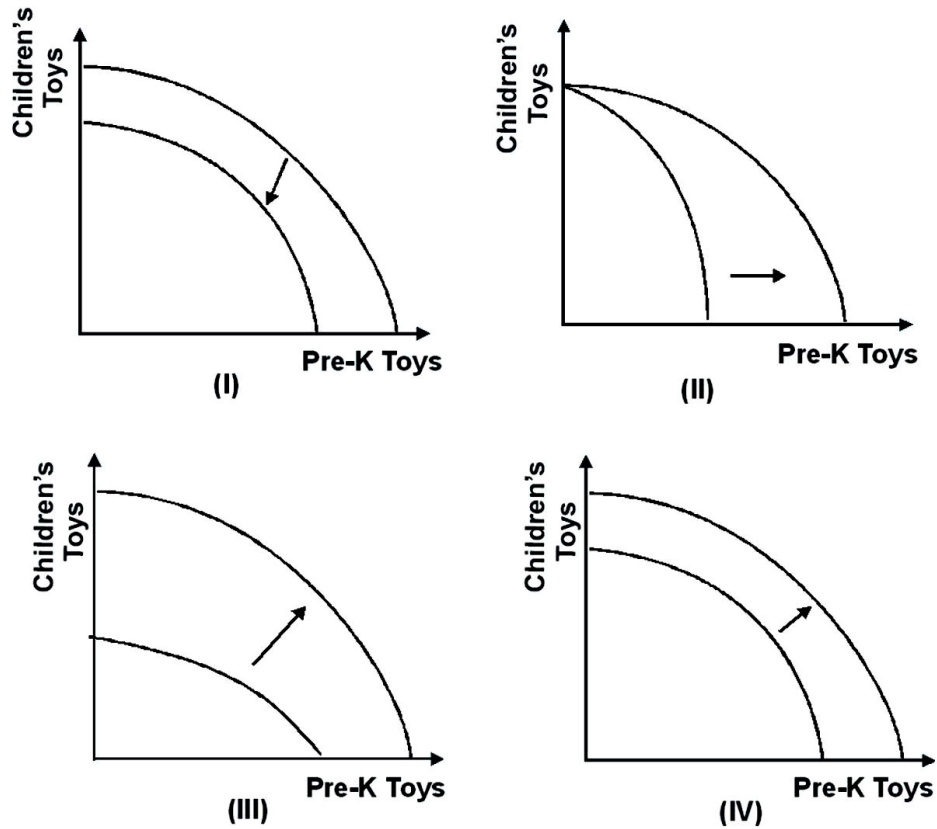 Children's
Toys
Pre-K Toys
(I)
Children's
Toys
Pre-K Toys
(II)
Children's
Toys
Pre-K Toys
(III)
Children's
Toys
Pre-K Toys
(IV)